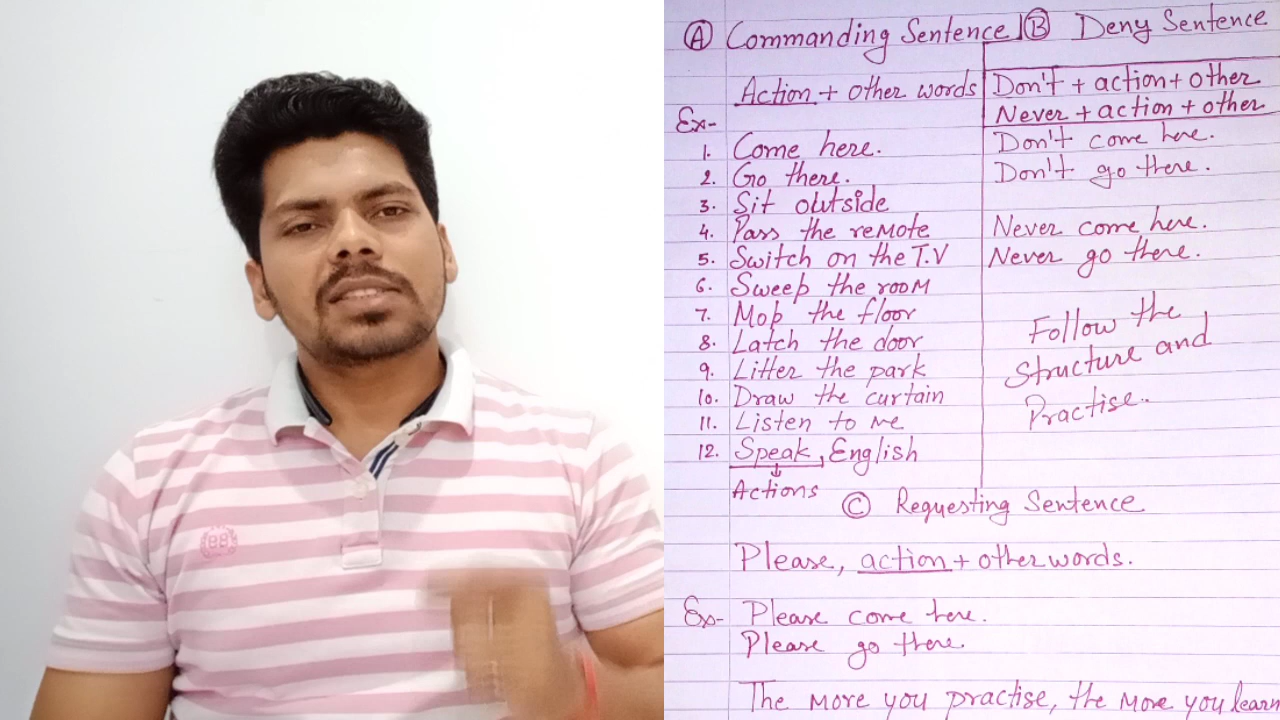 Ⓐ Commanding Sentence
Action + other words
Ex-
1. Come here.
2. Go there.
3. Sit outside
4. Pass the remote
5. Switch on the T.V
6. Sweep the room
7. Mop the floor
8. Latch the door
9. Litter the park
10. Draw the curtain
11. Listen to me
12. Speak, English
Actions
Ⓑ Deny Sentence
Don't + action + other
Never + action + other
Don't come here.
Don't go there.
Never come here.
Never go there.
Follow the
Structure and
Practise.
Ⓒ Requesting Sentence
Please, action + other words.
Ex- Please come here.
Please go there.
The more you practise, the more you learn